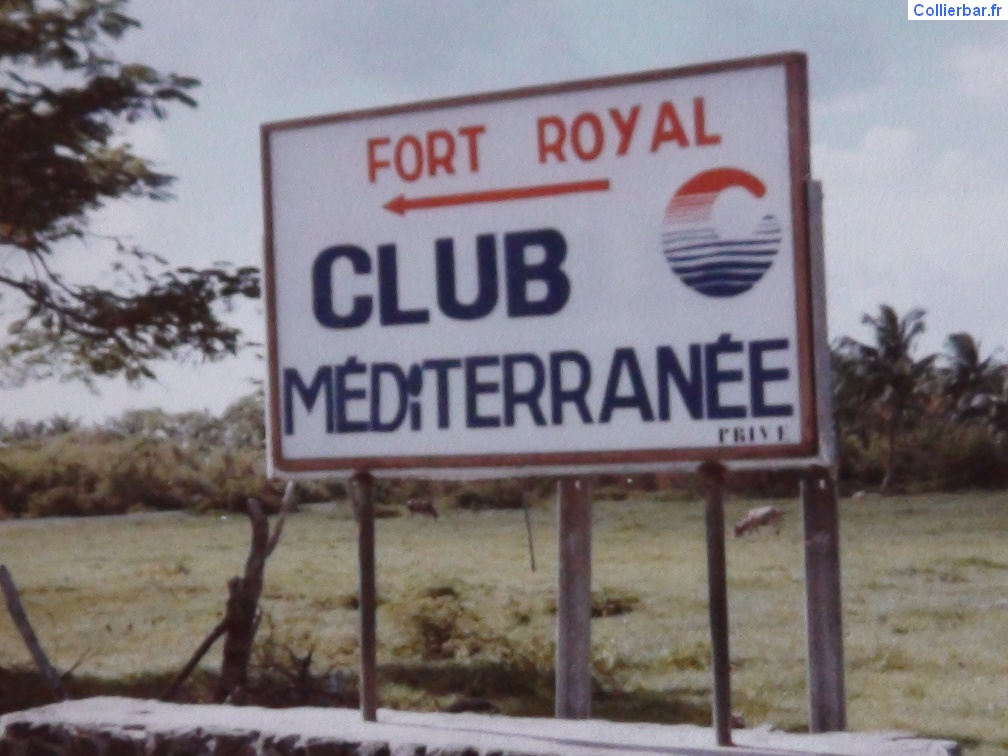 Collierbar.fr
FORT ROYAL
CLUB
MÉDiTERRANÉE
PRIVE